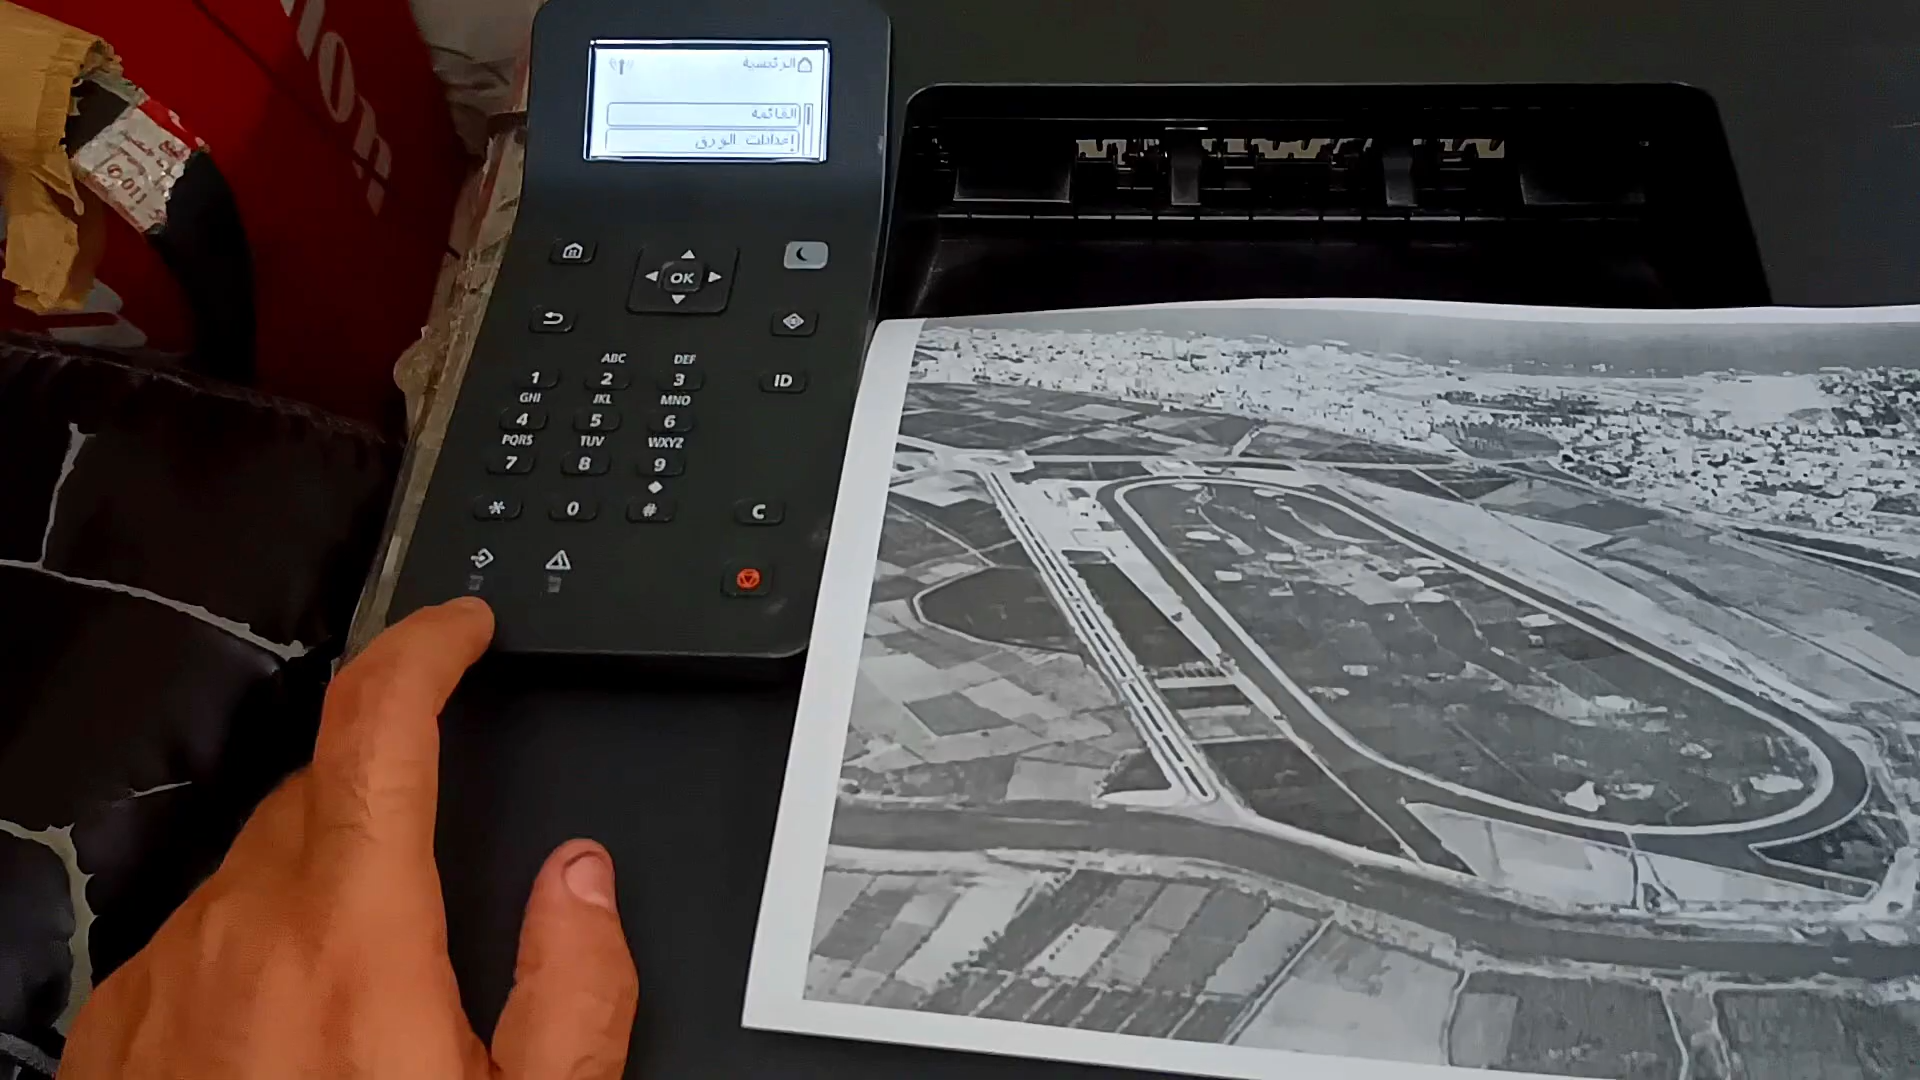 non
الرئيسية
القائمة
إعدادات الورق
OK
ABC DEF
1 2 3 ID
GHI JKL MNO
4 5 6
PQRS TUV WXYZ
7 8 9
* 0 # C